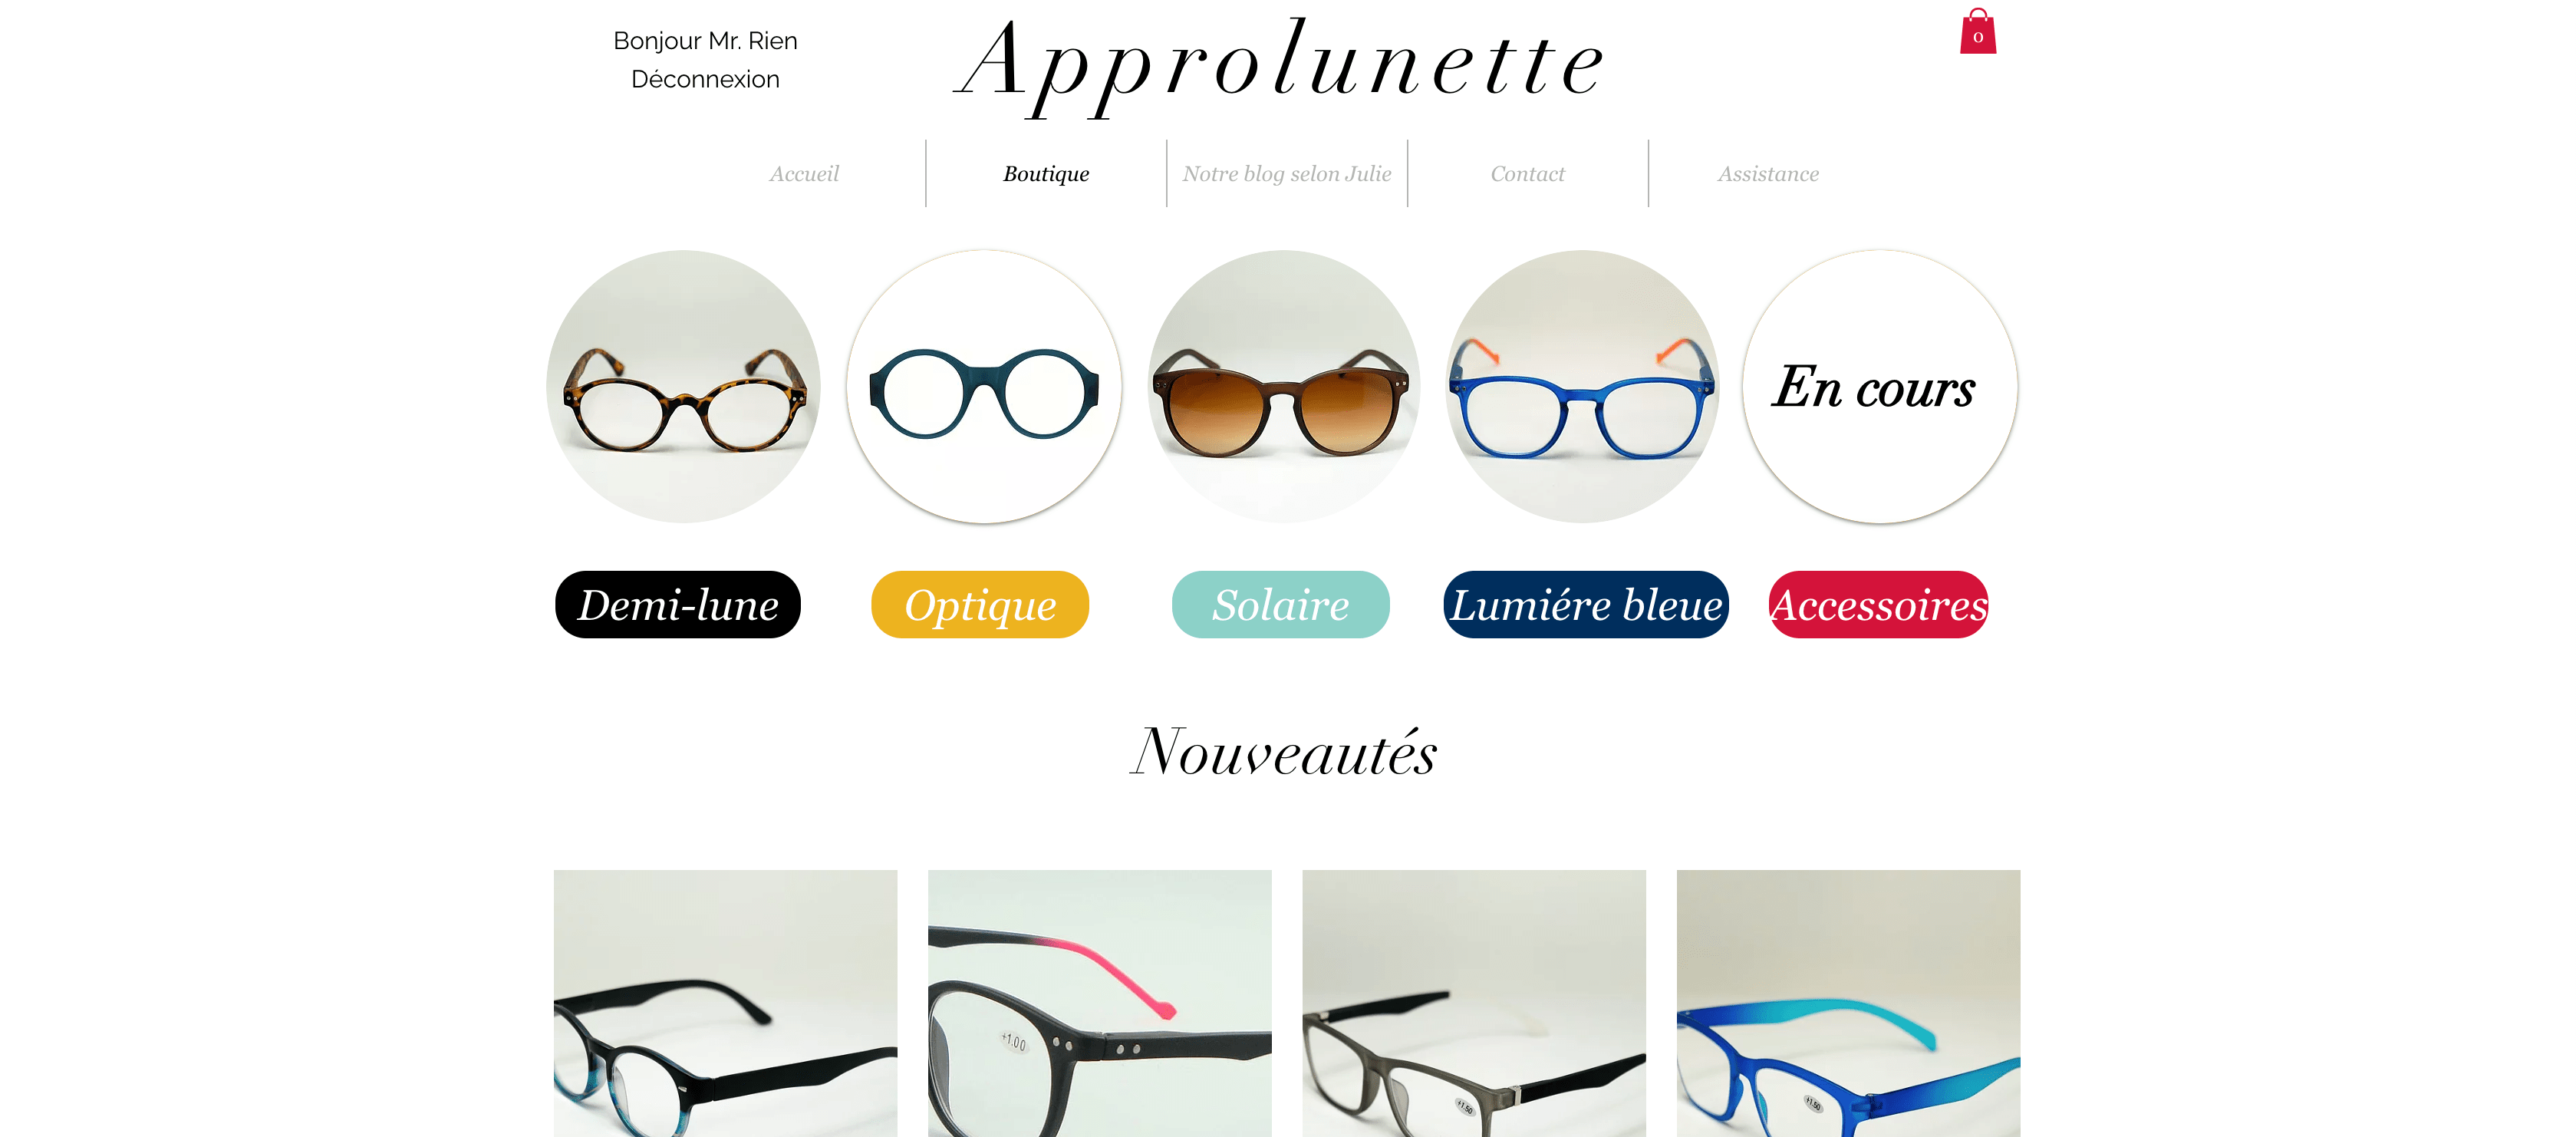 Bonjour Mr. Rien
Déconnexion
Approlunette
0
Accueil
Boutique
Notre blog selon Julie
Contact
Assistance
En cours
Demi-lune
Optique
Solaire
Lumiére bleue
Accessoires
Nouveautés
+1.00
+1.50
+1.50